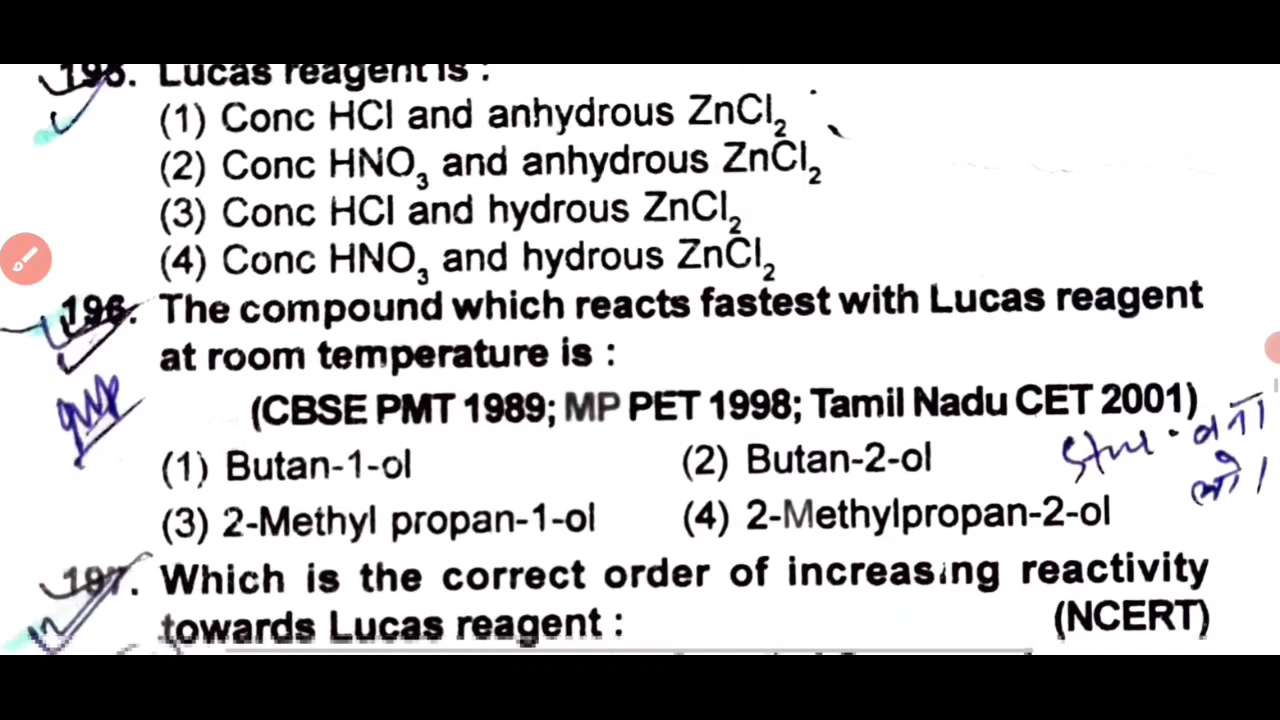 195. Lucas reagent is :
(1) Conc HCl and anhydrous ZnCl₂
(2) Conc HNO₃ and anhydrous ZnCl₂
(3) Conc HCl and hydrous ZnCl₂
(4) Conc HNO₃ and hydrous ZnCl₂
196. The compound which reacts fastest with Lucas reagent
at room temperature is :
(CBSE PMT 1989; MP PET 1998; Tamil Nadu CET 2001)
(1) Butan-1-ol (2) Butan-2-ol
(3) 2-Methyl propan-1-ol (4) 2-Methylpropan-2-ol
197. Which is the correct order of increasing reactivity
towards Lucas reagent : (NCERT)